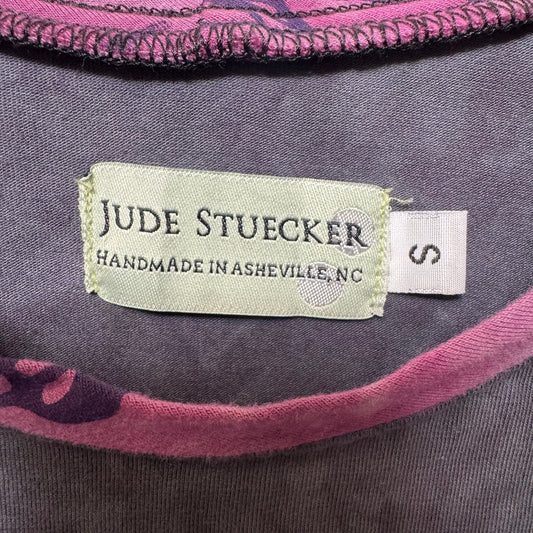 JUDE STUECKER
HANDMADE IN ASHEVILLE, NC
S